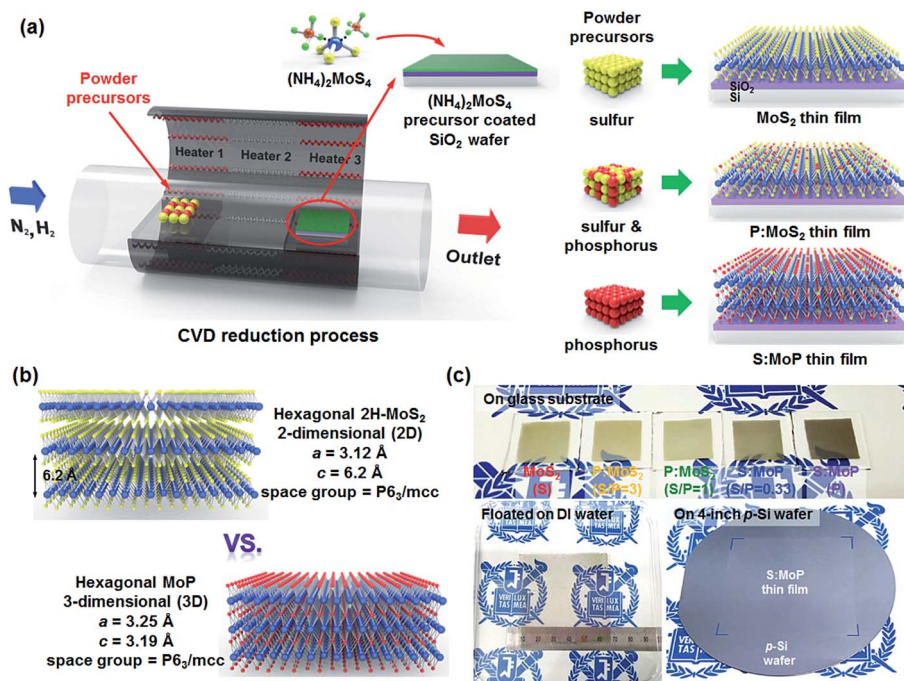 (a)
Powder
precursors
(NH4)2MoS4
(NH4)2MoS4
precursor coated
SiO2 wafer
Heater 1
Heater 2
Heater 3
N2, H2
Outlet
CVD reduction process
Powder
precursors
sulfur
SiO2
Si
MoS2 thin film
sulfur &
phosphorus
P:MoS2 thin film
phosphorus
S:MoP thin film
(b)
6.2 Å
Hexagonal 2H-MoS2
2-dimensional (2D)
a = 3.12 Å
c = 6.2 Å
space group = P63/mcc
VS.
Hexagonal MoP
3-dimensional (3D)
a = 3.25 Å
c = 3.19 Å
space group = P63/mcc
(c)
On glass substrate
MoS2
(S)
P:MoS2
(S/P=3)
P:MoS2
(S/P=1)
S:MoP
(S/P=0.33)
S:MoP
(P)
Floated on DI water
VERI
LUX
TAS
MEA
On 4-inch p-Si wafer
S:MoP
thin film
p-Si
wafer